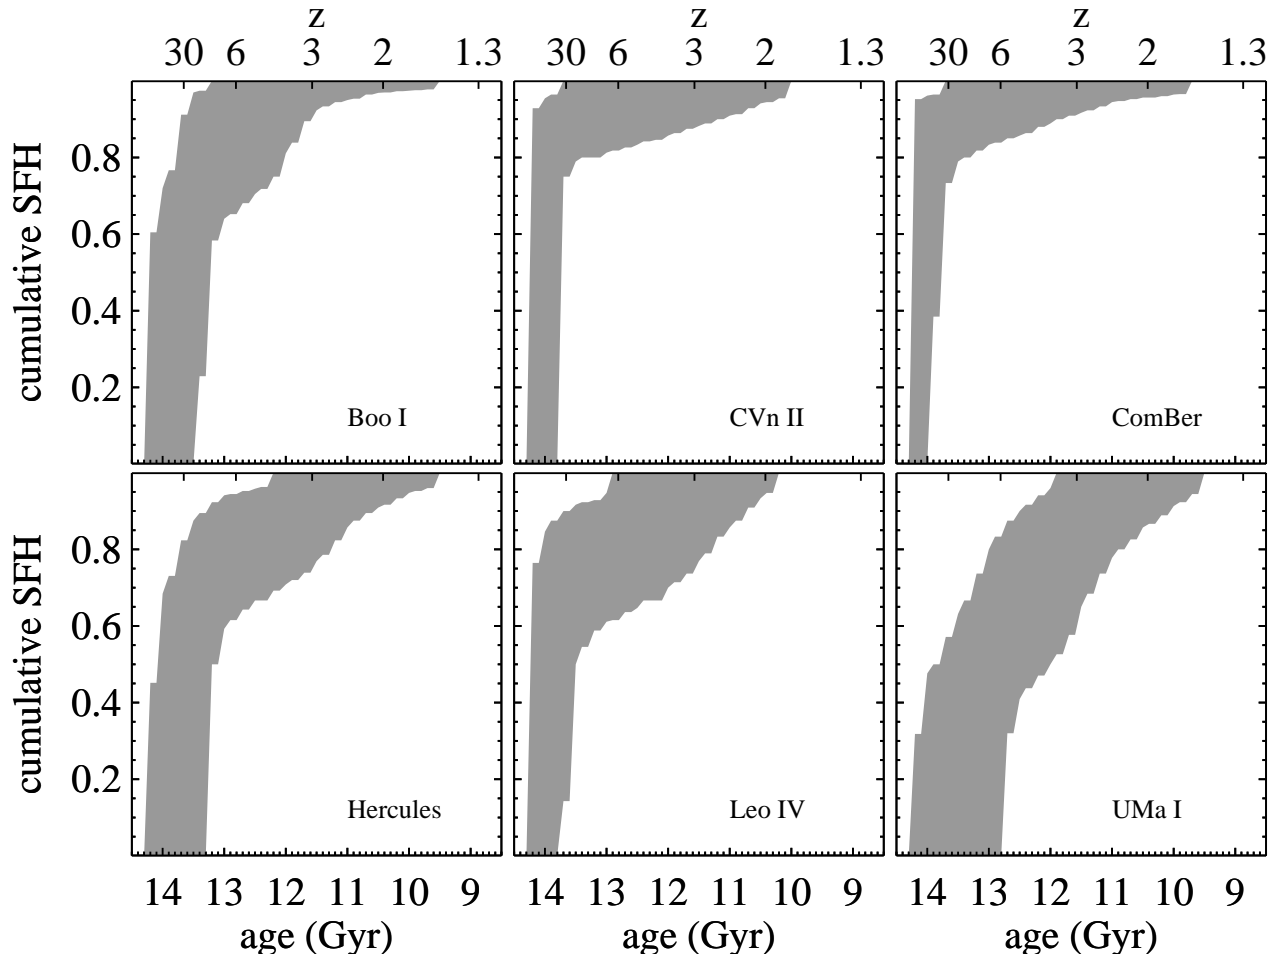 z z z
30 6 3 2 1.3 30 6 3 2 1.3 30 6 3 2 1.3
cumulative SFH
0.8
0.6
0.4
0.2
Boo I CVn II ComBer
cumulative SFH
0.8
0.6
0.4
0.2
Hercules Leo IV UMa I
14 13 12 11 10 9 14 13 12 11 10 9 14 13 12 11 10 9
age (Gyr) age (Gyr) age (Gyr)